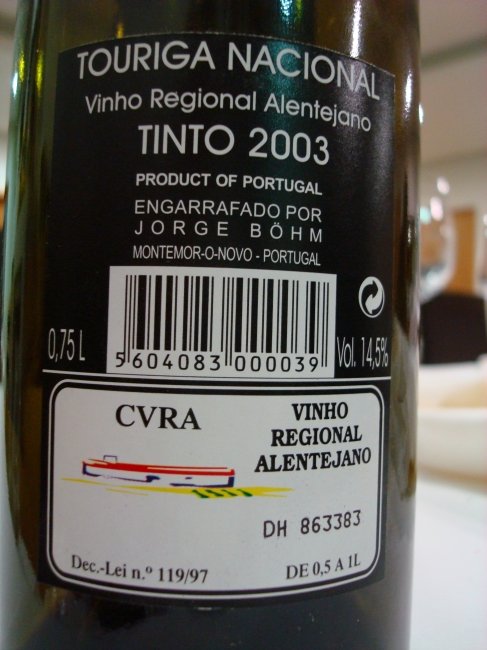 TOURIGA NACIONAL
Vinho Regional Alentejano
TINTO 2003
PRODUCT OF PORTUGAL
ENGARRAFADO POR
JORGE BÖHM
MONTEMOR-O-NOVO - PORTUGAL
0,75 L
5 604083 000039
Vol. 14,5%
CVRA
VINHO
REGIONAL
ALENTEJANO
DH 863383
Dec.-Lei n.º 119/97
DE 0,5 A 1L